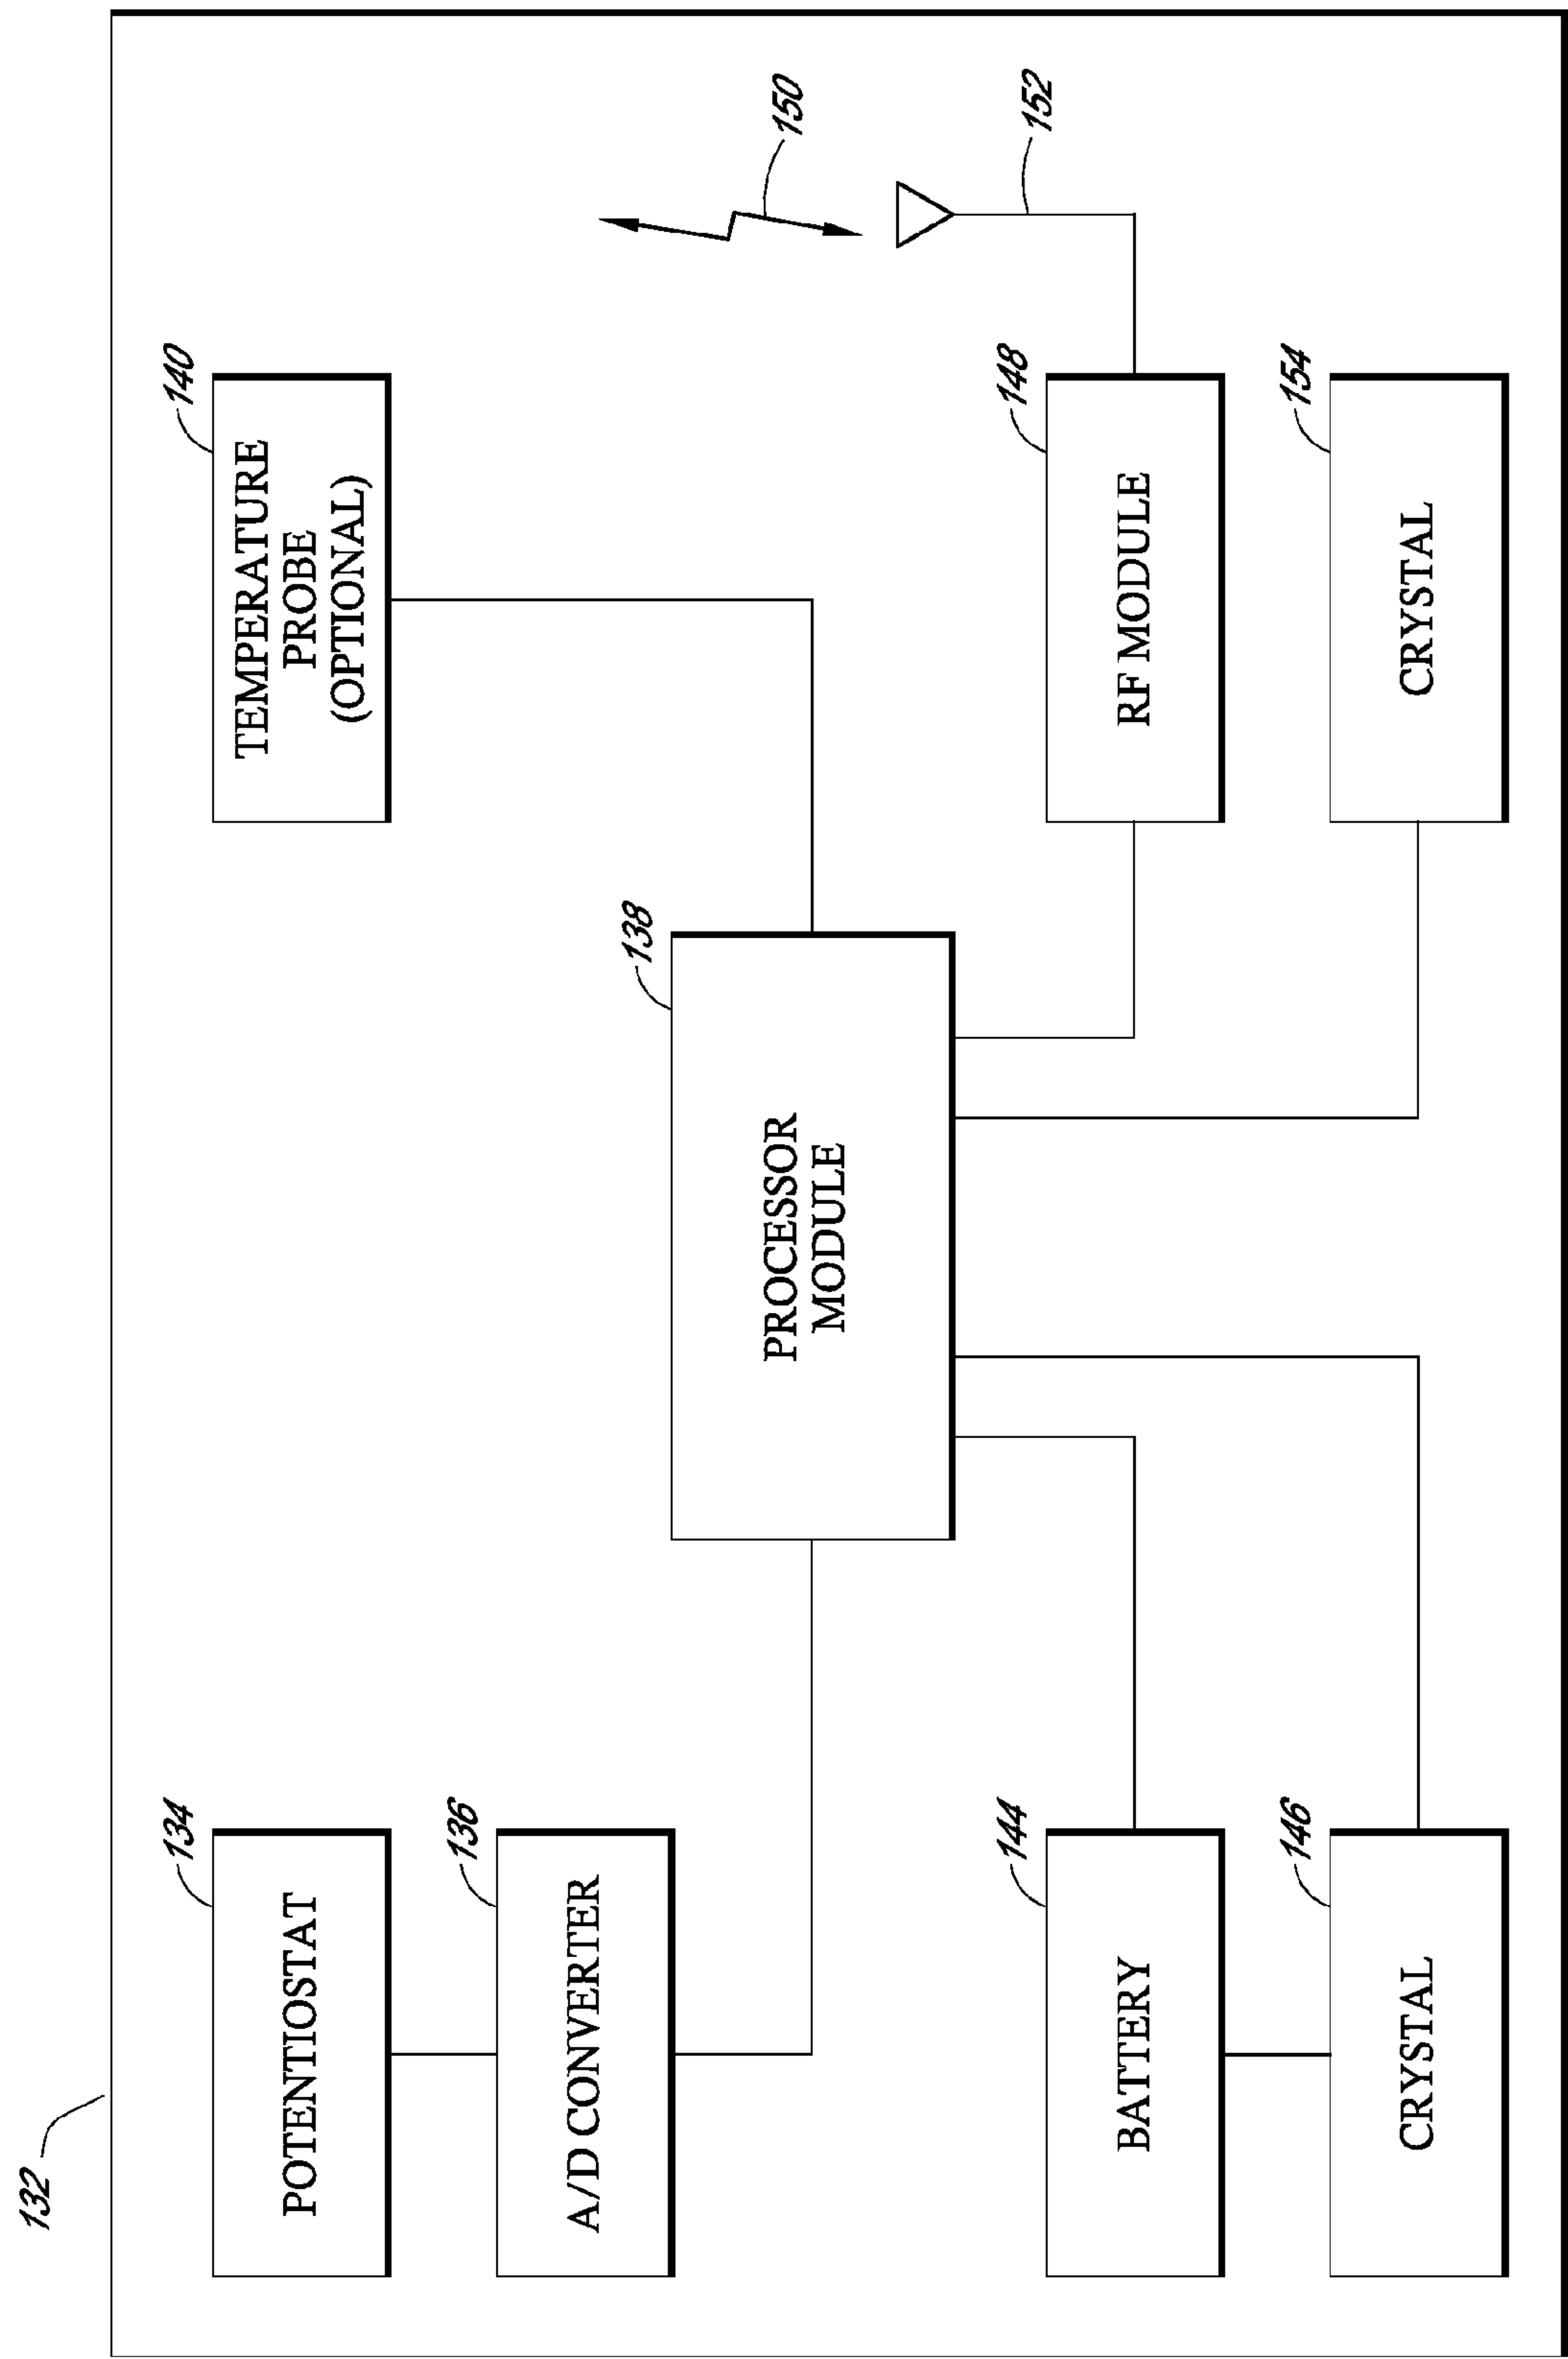 132
134
POTENTIOSTAT
140
TEMPERATURE
PROBE
(OPTIONAL)
136
A/D CONVERTER
138
PROCESSOR
MODULE
150
152
144
BATTERY
148
RF MODULE
146
CRYSTAL
154
CRYSTAL